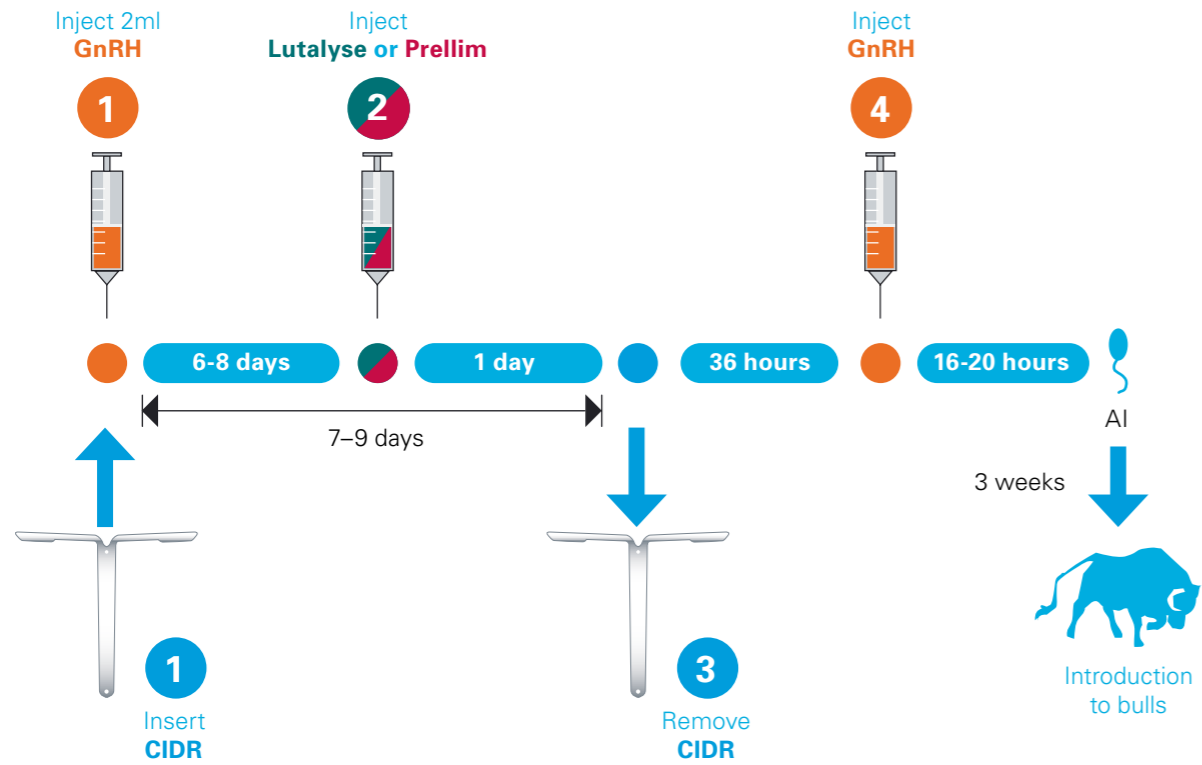 Inject 2ml
GnRH
Inject
Lutalyse or Prellim
Inject
GnRH
1
2
4
6-8 days
1 day
36 hours
16-20 hours
7–9 days
AI
3 weeks
1
Insert
CIDR
3
Remove
CIDR
Introduction
to bulls